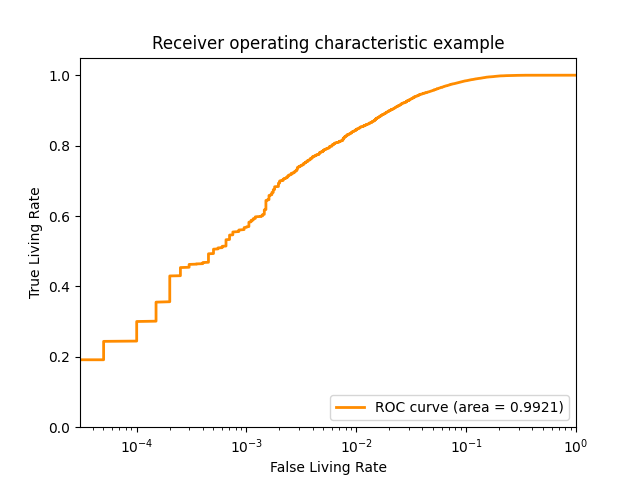 Receiver operating characteristic example
True Living Rate
1.0
0.8
0.6
0.4
0.2
0.0
10⁻⁴ 10⁻³ 10⁻² 10⁻¹ 10⁰
False Living Rate
ROC curve (area = 0.9921)